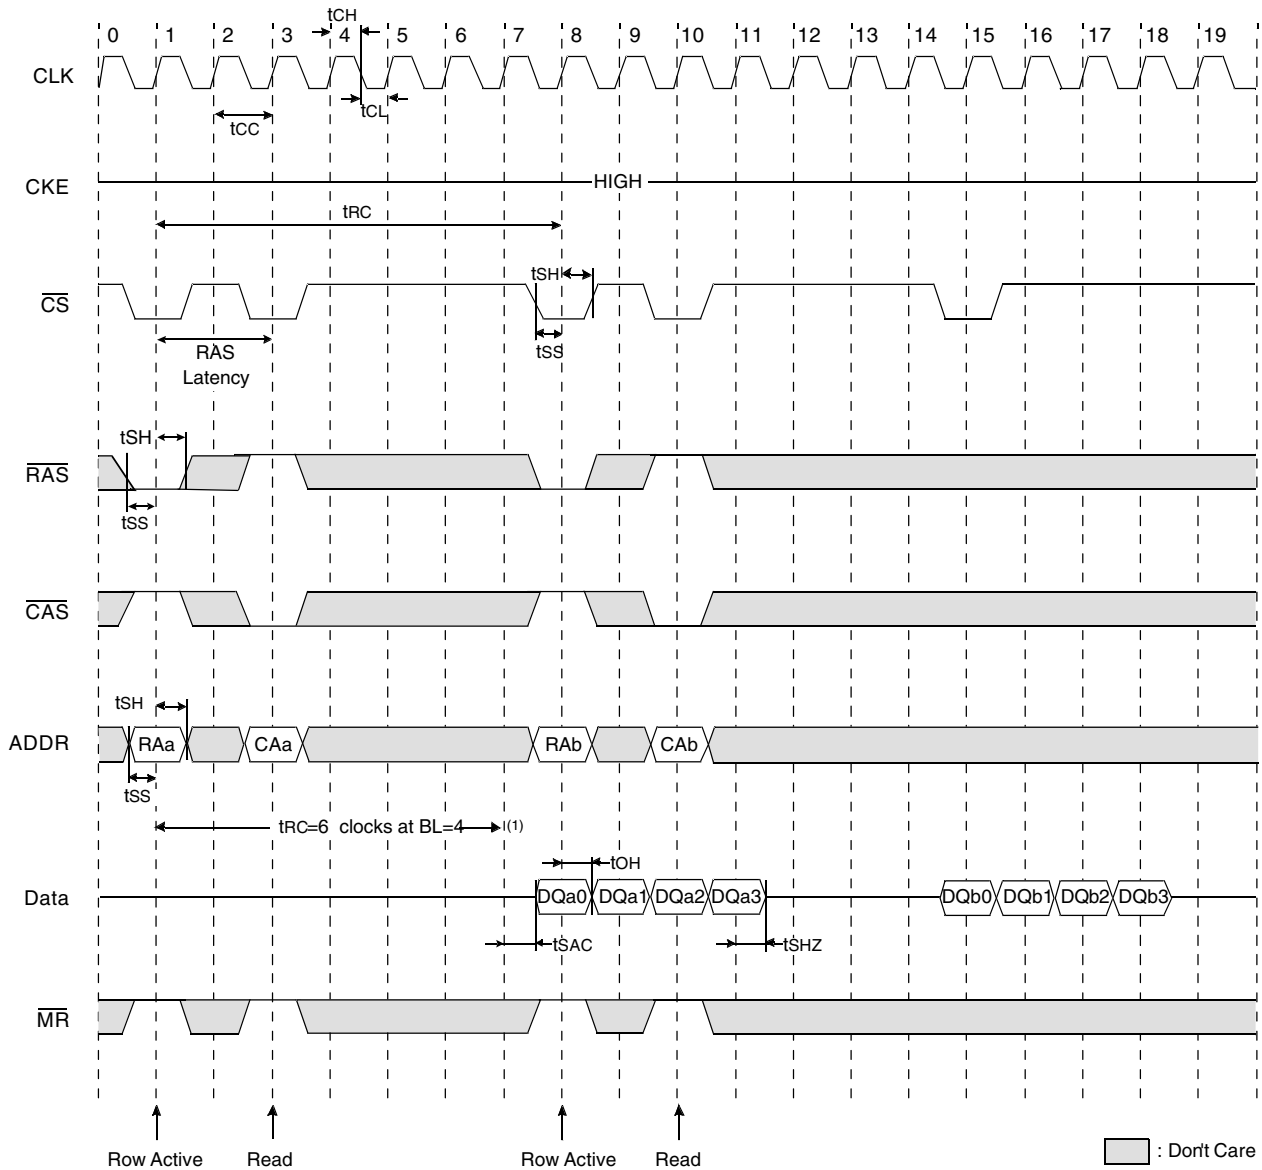 tCH
0 1 2 3 4 5 6 7 8 9 10 11 12 13 14 15 16 17 18 19
CLK
tCL
tCC
CKE
HIGH
tRC
tSH
CS
tSS
RAS
Latency
tSH
RAS
tSS
CAS
tSH
ADDR RAa CAa RAb CAb
tSS
tRC=6 clocks at BL=4 (1)
tOH
Data DQa0 DQa1 DQa2 DQa3 DQb0 DQb1 DQb2 DQb3
tSAC tSHZ
MR
Row Active Read Row Active Read
: Don't Care